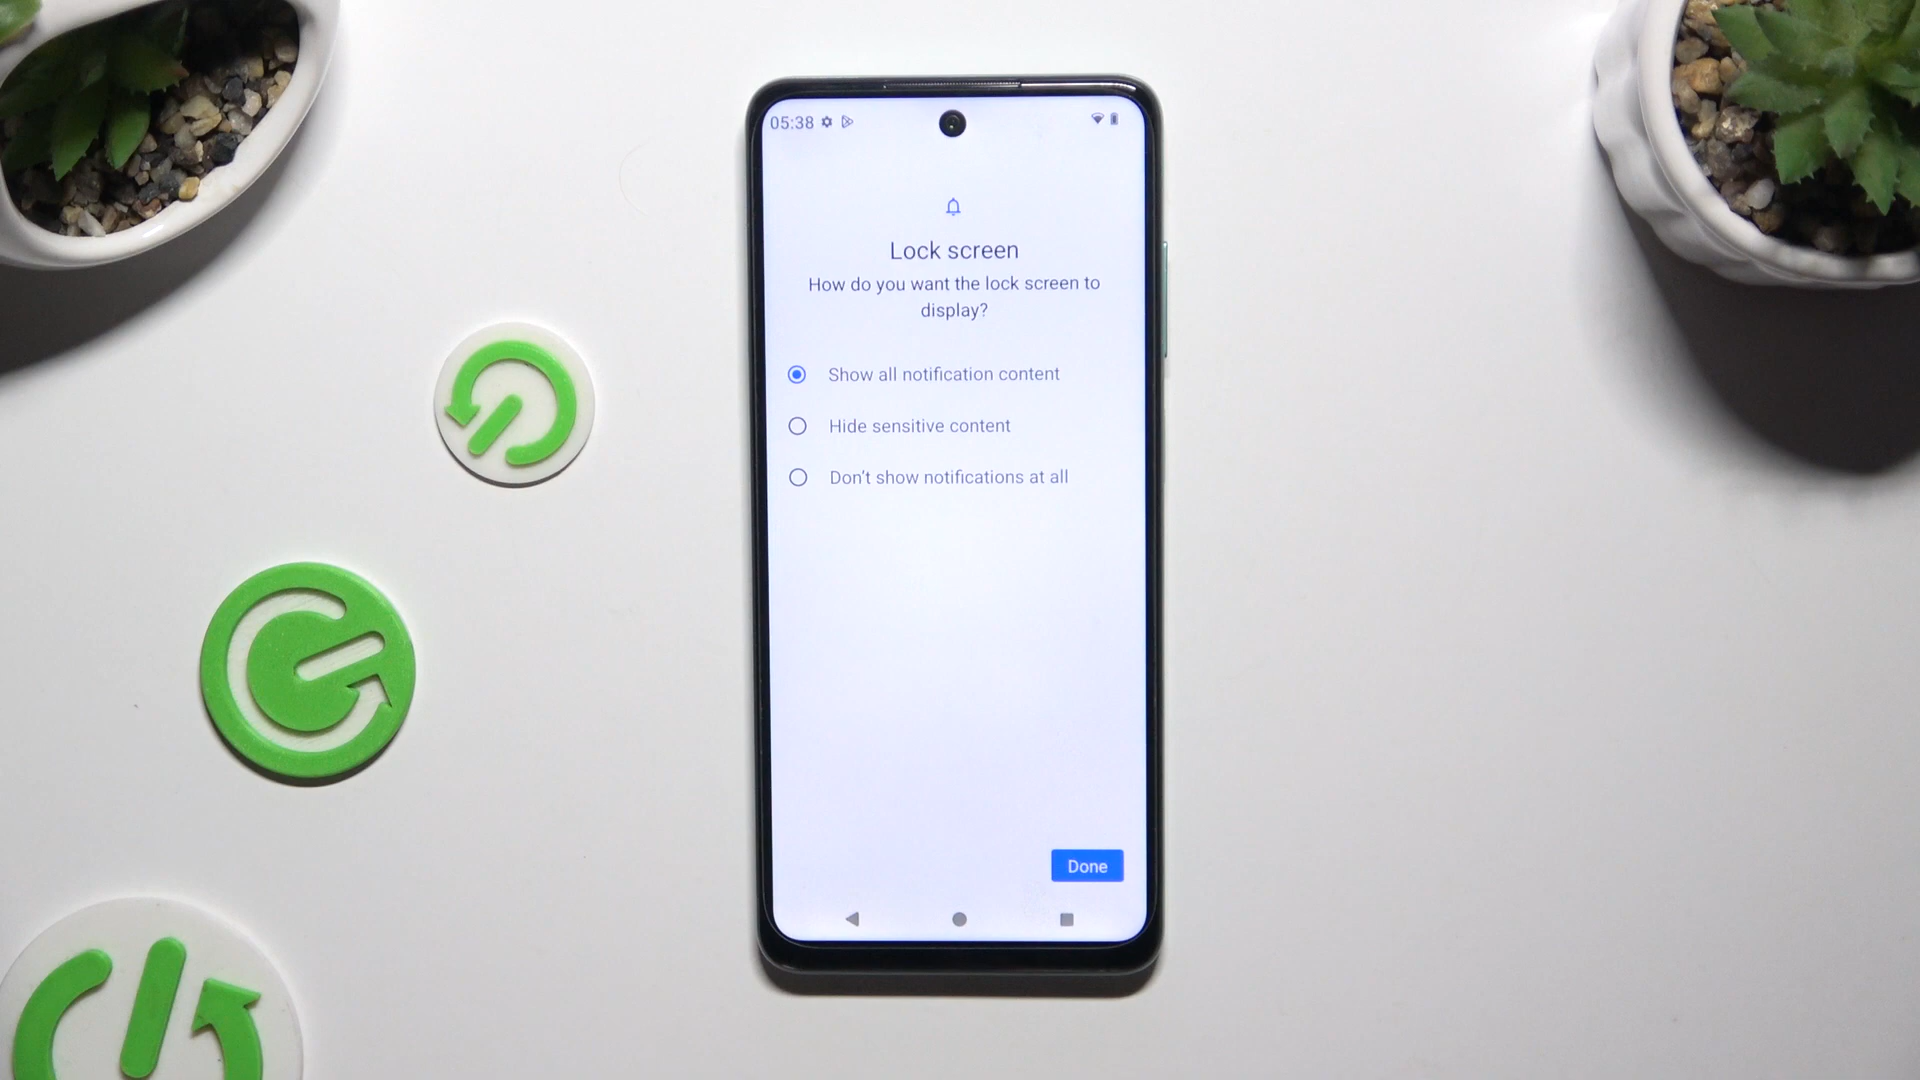 05:38
Lock screen
How do you want the lock screen to
display?
Show all notification content
Hide sensitive content
Don't show notifications at all
Done